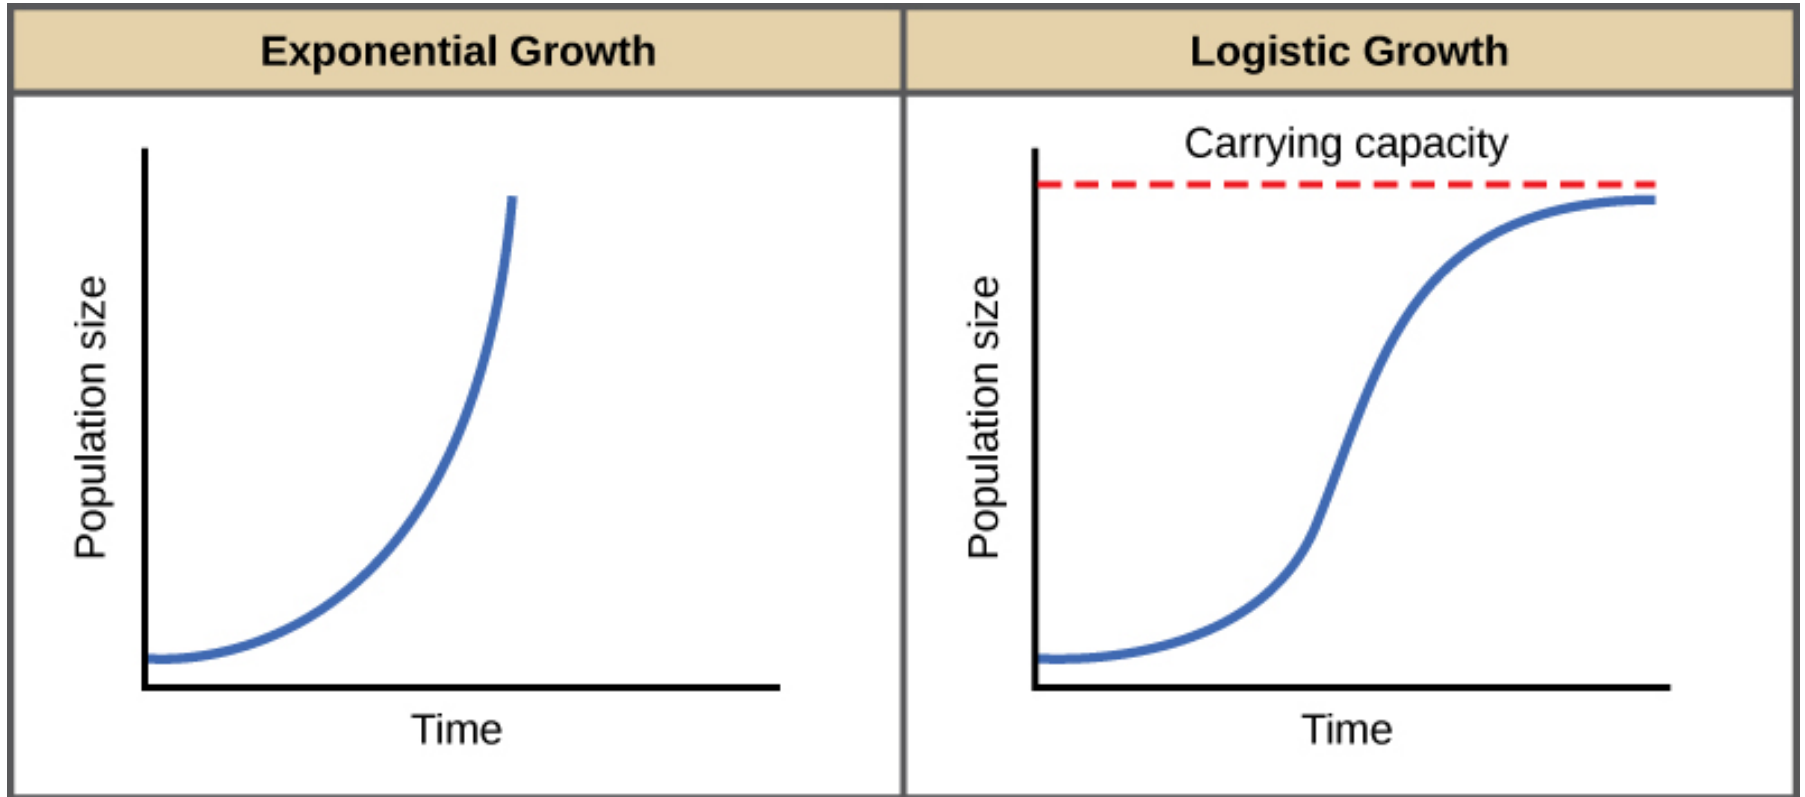 Exponential Growth
Population size
Time
Logistic Growth
Carrying capacity
Population size
Time